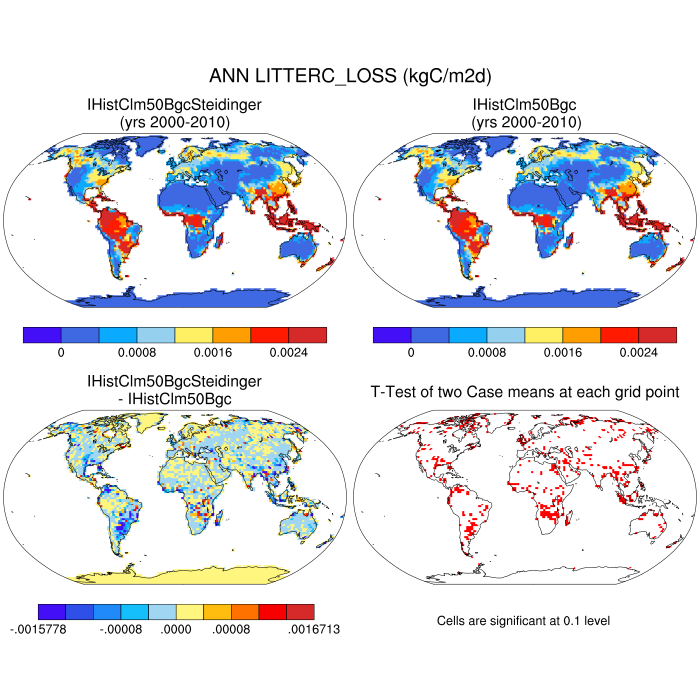 ANN LITTERC_LOSS (kgC/m2d)
IHistClm50BgcSteidinger
(yrs 2000-2010)
IHistClm50Bgc
(yrs 2000-2010)
0 0.0008 0.0016 0.0024
0 0.0008 0.0016 0.0024
IHistClm50BgcSteidinger
- IHistClm50Bgc
T-Test of two Case means at each grid point
-.0015778 -.00008 .0000 .00008 .0016713
Cells are significant at 0.1 level